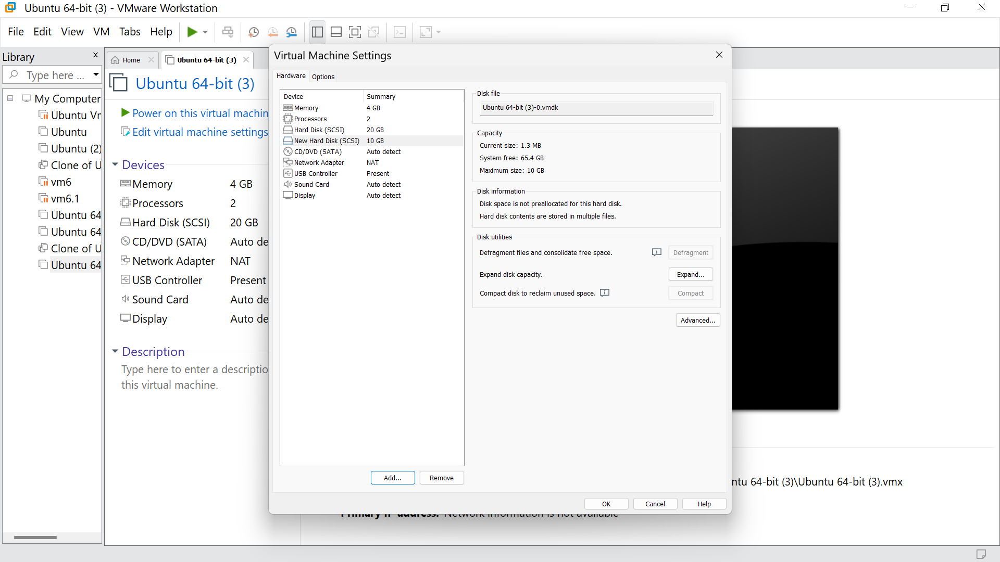 Ubuntu 64-bit (3) - VMware Workstation
File Edit View VM Tabs Help
Library
Type here ...
My Computer
Ubuntu Vr
Ubuntu
Ubuntu (2)
Clone of U
vm6
vm6.1
Ubuntu 64
Ubuntu 64
Clone of U
Ubuntu 64
Home
Ubuntu 64-bit (3)
Ubuntu 64-bit (3)
Power on this virtual machin
Edit virtual machine settings
Devices
Memory 4 GB
Processors 2
Hard Disk (SCSI) 20 GB
CD/DVD (SATA) Auto de
Network Adapter NAT
USB Controller Present
Sound Card Auto de
Display Auto de
Description
Type here to enter a descriptio
this virtual machine.
Virtual Machine Settings
Hardware Options
Device Summary
Memory 4 GB
Processors 2
Hard Disk (SCSI) 20 GB
New Hard Disk (SCSI) 10 GB
CD/DVD (SATA) Auto detect
Network Adapter NAT
USB Controller Present
Sound Card Auto detect
Display Auto detect
Add... Remove
Disk file
Ubuntu 64-bit (3)-0.vmdk
Capacity
Current size: 1.3 MB
System free: 65.4 GB
Maximum size: 10 GB
Disk information
Disk space is not preallocated for this hard disk.
Hard disk contents are stored in multiple files.
Disk utilities
Defragment files and consolidate free space. Defragment
Expand disk capacity. Expand...
Compact disk to reclaim unused space. Compact
Advanced...
OK Cancel Help
ntu 64-bit (3)\Ubuntu 64-bit (3).vmx
Primary IP address: Network information is not available